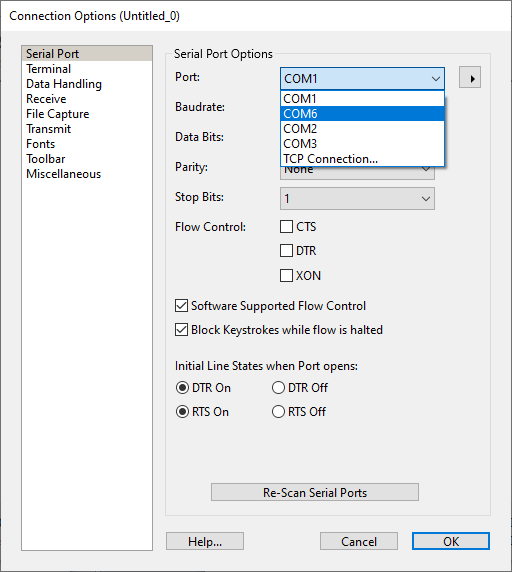 Connection Options (Untitled_0)
Serial Port
Terminal
Data Handling
Receive
File Capture
Transmit
Fonts
Toolbar
Miscellaneous
Serial Port Options
Port:
COM1
COM1
COM6
COM2
COM3
TCP Connection...
Baudrate:
Data Bits:
Parity:
None
Stop Bits:
1
Flow Control:
CTS
DTR
XON
Software Supported Flow Control
Block Keystrokes while flow is halted
Initial Line States when Port opens:
DTR On
DTR Off
RTS On
RTS Off
Re-Scan Serial Ports
Help...
Cancel
OK